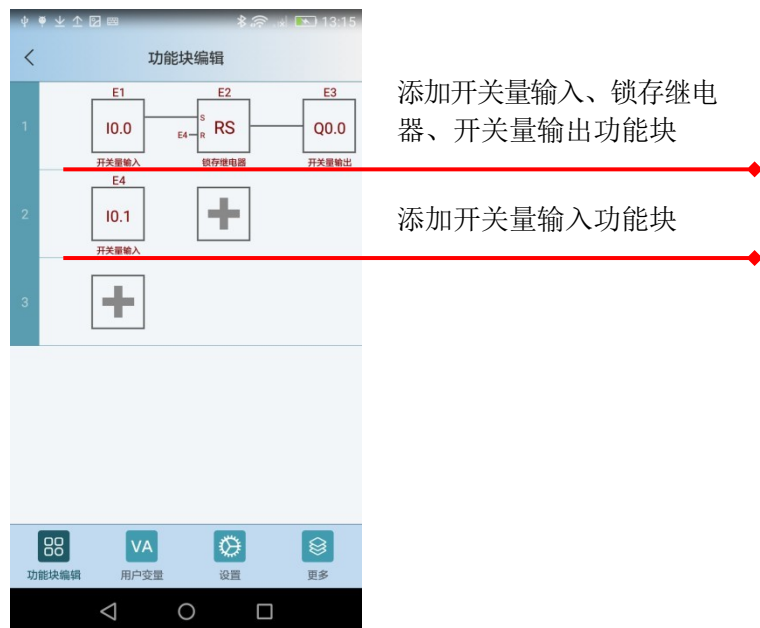 13:15
功能块编辑
E1 E2 E3
1 I0.0 S RS Q0.0
E4 R
开关量输入 锁存继电器 开关量输出
添加开关量输入、锁存继电
器、开关量输出功能块
E4
2 I0.1
开关量输入
添加开关量输入功能块
3
VA
功能块编辑 用户变量 设置 更多